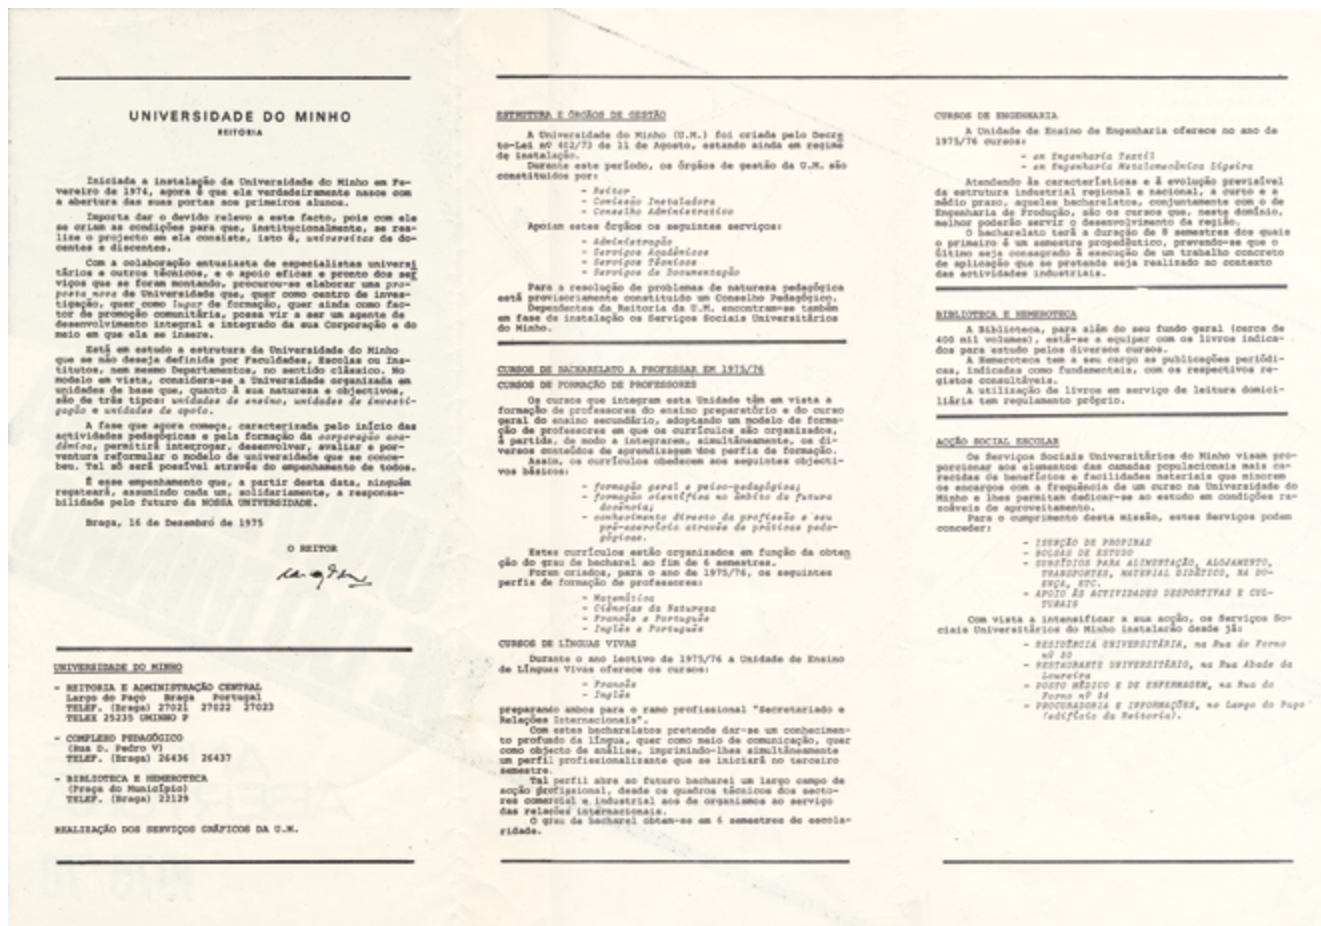 UNIVERSIDADE DO MINHO
REITORIA
Iniciada a instalação da Universidade do Minho em Fe-
vereiro de 1974, agora é que ela verdadeiramente nasce com
a abertura das suas portas aos primeiros alunos.
Importa dar o devido relevo a este facto, pois com ele
se criam as condições para que, institucionalmente, se rea-
lize o projecto em ela consiste, isto é, universitas de do-
centes e discentes.
Com a colaboração entusiasta de especialistas universi
tários e outros técnicos, e o apoio eficaz e pronto dos ser
viços que se foram montando, procurou-se elaborar uma pro-
posta nova de Universidade que, quer como centro de inves-
tigação, quer como lugar de formação, quer ainda como fac-
tor de promoção comunitária, possa vir a ser um agente de
desenvolvimento integral e integrado da sua Corporação e do
meio em que ela se insere.
Está em estudo a estrutura da Universidade do Minho
que se não deseja definida por Faculdades, Escolas ou Ins-
titutos, nem mesmo Departamentos, no sentido clássico. No
modelo em vista, considera-se a Universidade organizada em
unidades de base que, quanto à sua natureza e objectivos,
são de três tipos: unidades de ensino, unidades de investi-
gação e unidades de apoio.
A fase que agora começa, caracterizada pelo início das
actividades pedagógicas e pela formação da corporação aca-
démica, permitirá interrogar, desenvolver, avaliar e por-
ventura reformular o modelo de universidade que se conce-
beu. Tal só será possível através do empenhamento de todos.
É esse empenhamento que, a partir desta data, ninguém
regateará, assumindo cada um, solidariamente, a responsa-
bilidade pelo futuro da NOSSA UNIVERSIDADE.
Braga, 16 de Dezembro de 1975
O REITOR
UNIVERSIDADE DO MINHO
- REITORIA E ADMINISTRAÇÃO CENTRAL
Largo do Paço Braga Portugal
TELEF. (Braga) 27021 27022 27023
TELEX 25235 UMINHO P
- COMPLEXO PEDAGÓGICO
(Rua D. Pedro V)
TELEF. (Braga) 26436 26437
- BIBLIOTECA E HEMEROTECA
(Praça do Município)
TELEF. (Braga) 22129
REALIZAÇÃO DOS SERVIÇOS GRÁFICOS DA U.M.
ESTRUTURA E ÓRGÃOS DE GESTÃO
A Universidade do Minho (U.M.) foi criada pelo Decre
to-Lei nº 402/73 de 11 de Agosto, estando ainda em regime
de instalação.
Durante este período, os órgãos de gestão da U.M. são
constituídos por:
- Reitor
- Comissão Instaladora
- Conselho Administrativo
Apoiam estes órgãos os seguintes serviços:
- Administração
- Serviços Académicos
- Serviços Técnicos
- Serviços de Documentação
Para a resolução de problemas de natureza pedagógica
está provisoriamente constituído um Conselho Pedagógico.
Dependentes da Reitoria da U.M. encontram-se também
em fase de instalação os Serviços Sociais Universitários
do Minho.
CURSOS DE BACHARELATO A PROFESSAR EM 1975/76
CURSOS DE FORMAÇÃO DE PROFESSORES
Os cursos que integram esta Unidade têm em vista a
formação de professores do ensino preparatório e do curso
geral do ensino secundário, adoptando um modelo de forma-
ção de professores em que os currículos são organizados,
à partida, de modo a integrarem, simultâneamente, os di-
versos conteúdos de aprendizagem dos perfis de formação.
Assim, os currículos obedecem aos seguintes objecti-
vos básicos:
- formação geral e psico-pedagógica;
- formação científica no âmbito da futura
docência;
- conhecimento directo da profissão e seu
pré-exercício através de práticas peda-
gógicas.
Estes currículos estão organizados em função da obten
ção do grau de bacharel ao fim de 6 semestres.
Foram criados, para o ano de 1975/76, os seguintes
perfis de formação de professores:
- Matemática
- Ciências da Natureza
- Francês e Português
- Inglês e Português
CURSOS DE LÍNGUAS VIVAS
Durante o ano lectivo de 1975/76 a Unidade de Ensino
de Línguas Vivas oferece os cursos:
- Francês
- Inglês
preparando ambos para o ramo profissional "Secretariado e
Relações Internacionais".
Com estes bacharelatos pretende dar-se um conhecimen-
to profundo da língua, quer como meio de comunicação, quer
como objecto de análise, imprimindo-lhes simultâneamente
um perfil profissionalizante que se iniciará no terceiro
semestre.
Tal perfil abre ao futuro bacharel um largo campo de
acção profissional, desde os quadros técnicos dos secto-
res comercial e industrial aos de organismos ao serviço
das relações internacionais.
O grau de bacharel obtem-se em 6 semestres de escola-
ridade.
CURSOS DE ENGENHARIA
A Unidade de Ensino de Engenharia oferece no ano de
1975/76 cursos:
- em Engenharia Textil
- em Engenharia Metalomecânica Ligeira
Atendendo às características e à evolução previsível
da estrutura industrial regional e nacional, a curto e a
médio prazo, aqueles bacharelatos, conjuntamente com o de
Engenharia de Produção, são os cursos que, neste domínio,
melhor poderão servir o desenvolvimento da região.
O bacharelato terá a duração de 8 semestres dos quais
o primeiro é um semestre propedêutico, prevendo-se que o
último seja consagrado à execução de um trabalho concreto
de aplicação que se pretende seja realizado no contexto
das actividades industriais.
BIBLIOTECA E HEMEROTECA
A Biblioteca, para além do seu fundo geral (cerca de
400 mil volumes), está-se a equipar com os livros indica-
dos para estudo pelos diversos cursos.
A Hemeroteca tem a seu cargo as publicações periódi-
cas, indicadas como fundamentais, com os respectivos re-
gistos consultáveis.
A utilização de livros em serviço de leitura domici-
liária tem regulamento próprio.
ACÇÃO SOCIAL ESCOLAR
Os Serviços Sociais Universitários do Minho visam pro-
porcionar aos elementos das camadas populacionais mais ca-
recidas os benefícios e facilidades materiais que minorem
os encargos com a frequência de um curso na Universidade do
Minho e lhes permitam dedicar-se ao estudo em condições ra-
zoáveis de aproveitamento.
Para o cumprimento desta missão, estes Serviços podem
conceder:
- ISENÇÃO DE PROPINAS
- BOLSAS DE ESTUDO
- SUBSÍDIOS PARA ALIMENTAÇÃO, ALOJAMENTO,
TRANSPORTES, MATERIAL DIDÁTICO, NA DO-
ENÇA, ETC.
- APOIO ÀS ACTIVIDADES DESPORTIVAS E CUL-
TURAIS
Com vista a intensificar a sua acção, os Serviços So-
ciais Universitários do Minho instalarão desde já:
- RESIDÊNCIA UNIVERSITÁRIA, na Rua do Forno
nº 30
- RESTAURANTE UNIVERSITÁRIO, na Rua Abade da
Loureira
- POSTO MÉDICO E DE ENFERMAGEM, na Rua do
Forno nº 34
- PROCURADORIA E INFORMAÇÕES, no Largo do Paço
(edifício da Reitoria).